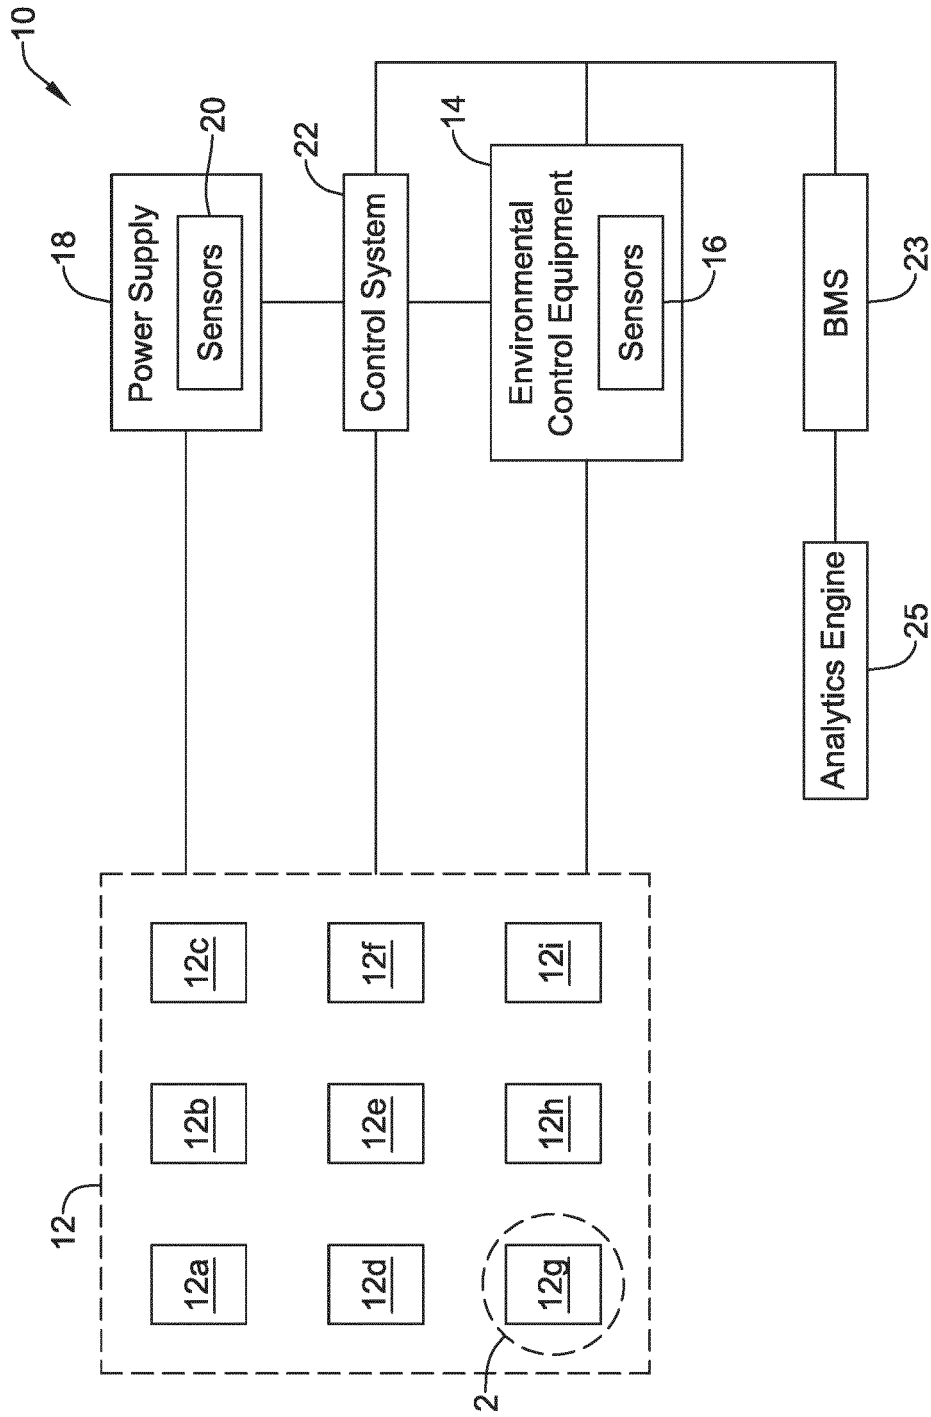 10
12
18
Power Supply
12a
12b
12c
Sensors
20
22
12d
12e
12f
Control System
14
2
12g
12h
12i
Environmental
Control Equipment
Sensors
16
Analytics Engine
BMS
25
23